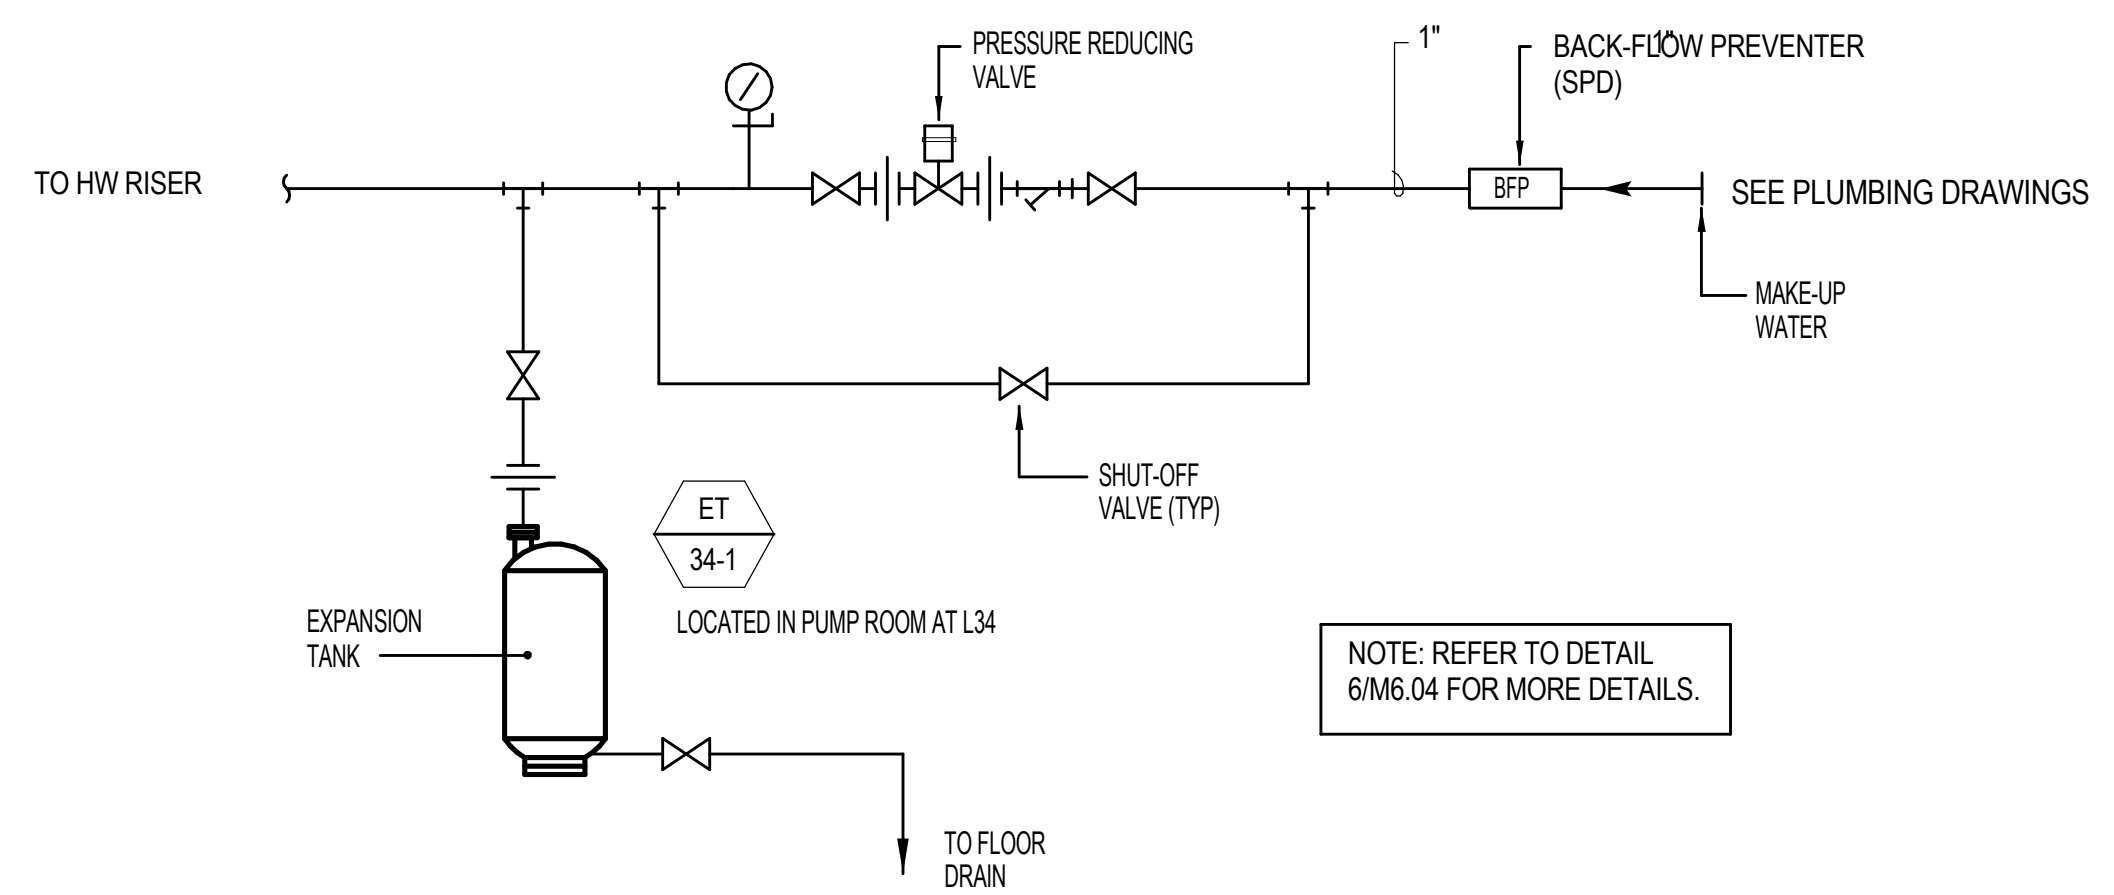 1"
PRESSURE REDUCING
VALVE
BACK-FLOW PREVENTER
1"
(SPD)
TO HW RISER
BFP
SEE PLUMBING DRAWINGS
MAKE-UP
WATER
SHUT-OFF
VALVE (TYP)
ET
34-1
LOCATED IN PUMP ROOM AT L34
EXPANSION
TANK
NOTE: REFER TO DETAIL
6/M6.04 FOR MORE DETAILS.
TO FLOOR
DRAIN